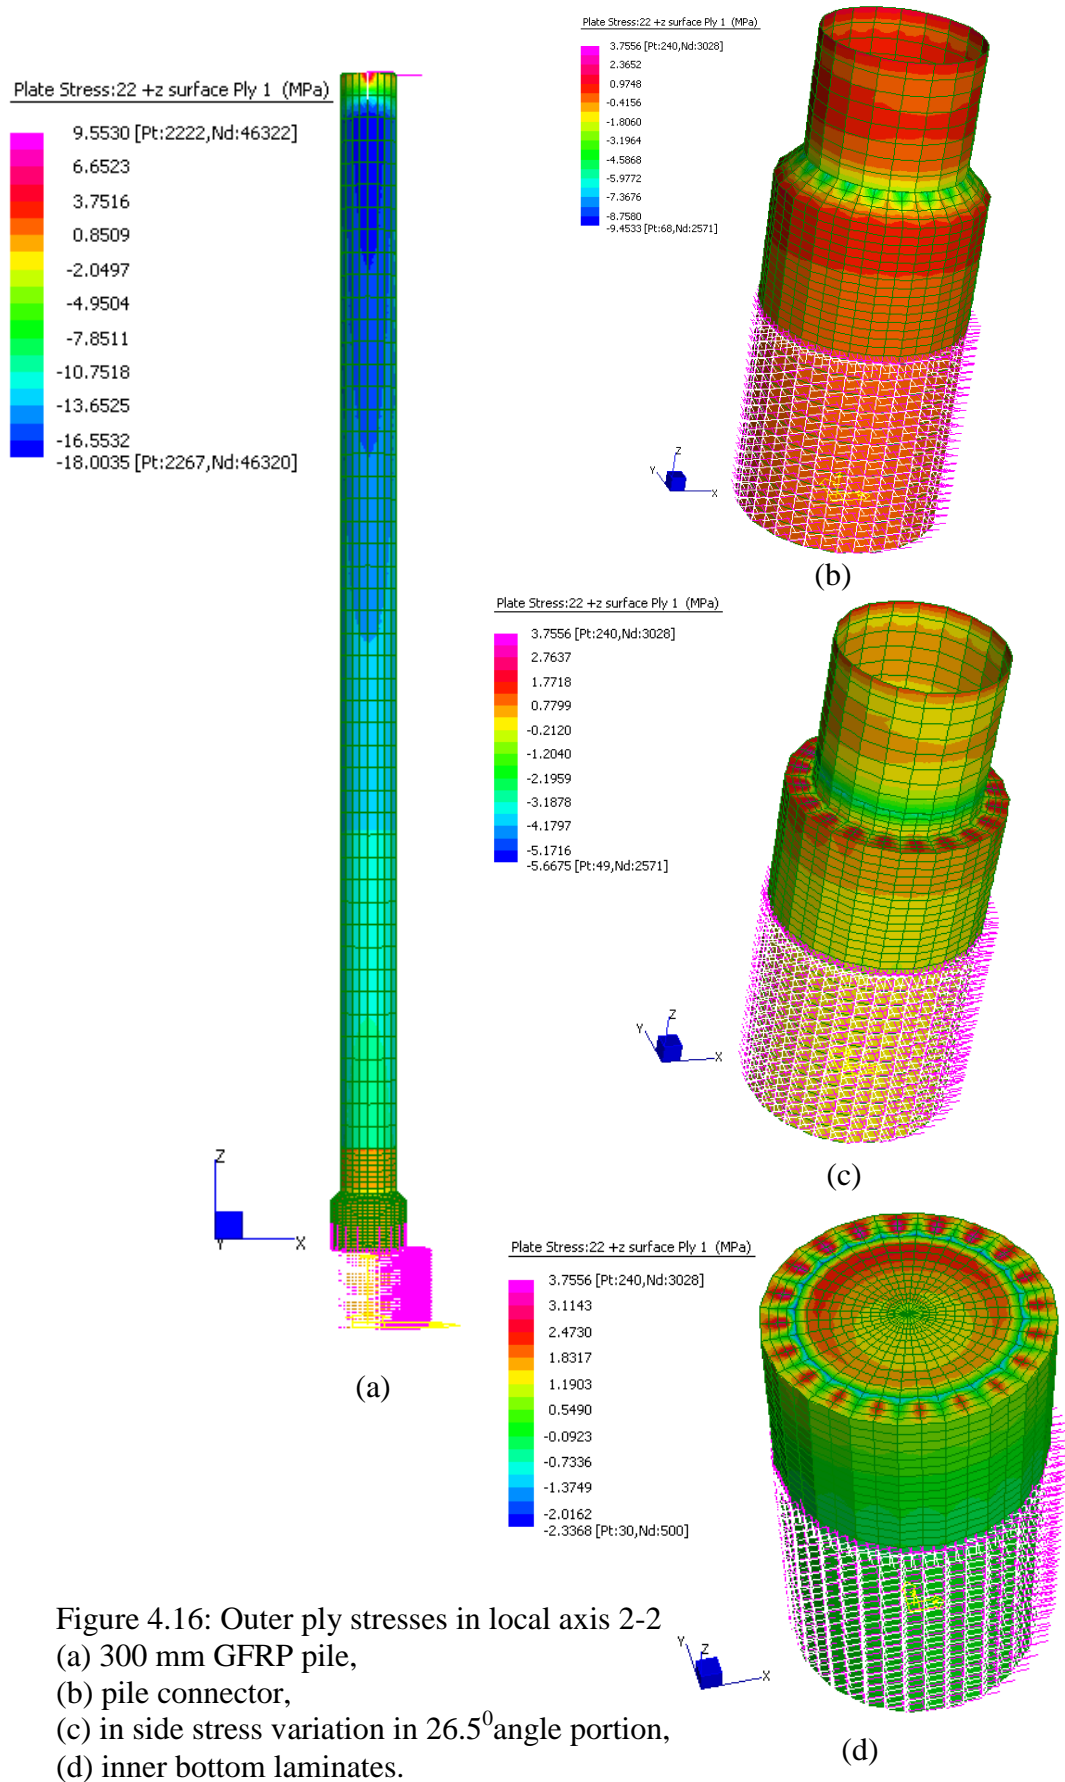 Plate Stress:22 +z surface Ply 1 (MPa)
9.5530 [Pt:2222,Nd:46322]
6.6523
3.7516
0.8509
-2.0497
-4.9504
-7.8511
-10.7518
-13.6525
-16.5532
-18.0035 [Pt:2267,Nd:46320]
Z
Y
X
(a)
Plate Stress:22 +z surface Ply 1 (MPa)
3.7556 [Pt:240,Nd:3028]
2.3652
0.9748
-0.4156
-1.8060
-3.1964
-4.5868
-5.9772
-7.3676
-8.7580
-9.4533 [Pt:68,Nd:2571]
Z
Y
X
(b)
Plate Stress:22 +z surface Ply 1 (MPa)
3.7556 [Pt:240,Nd:3028]
2.7637
1.7718
0.7799
-0.2120
-1.2040
-2.1959
-3.1878
-4.1797
-5.1716
-5.6675 [Pt:49,Nd:2571]
Z
Y
X
(c)
Plate Stress:22 +z surface Ply 1 (MPa)
3.7556 [Pt:240,Nd:3028]
3.1143
2.4730
1.8317
1.1903
0.5490
-0.0923
-0.7336
-1.3749
-2.0162
-2.3368 [Pt:30,Nd:500]
Y Z
X
(d)
Figure 4.16: Outer ply stresses in local axis 2-2
(a) 300 mm GFRP pile,
(b) pile connector,
(c) in side stress variation in 26.5⁰angle portion,
(d) inner bottom laminates.